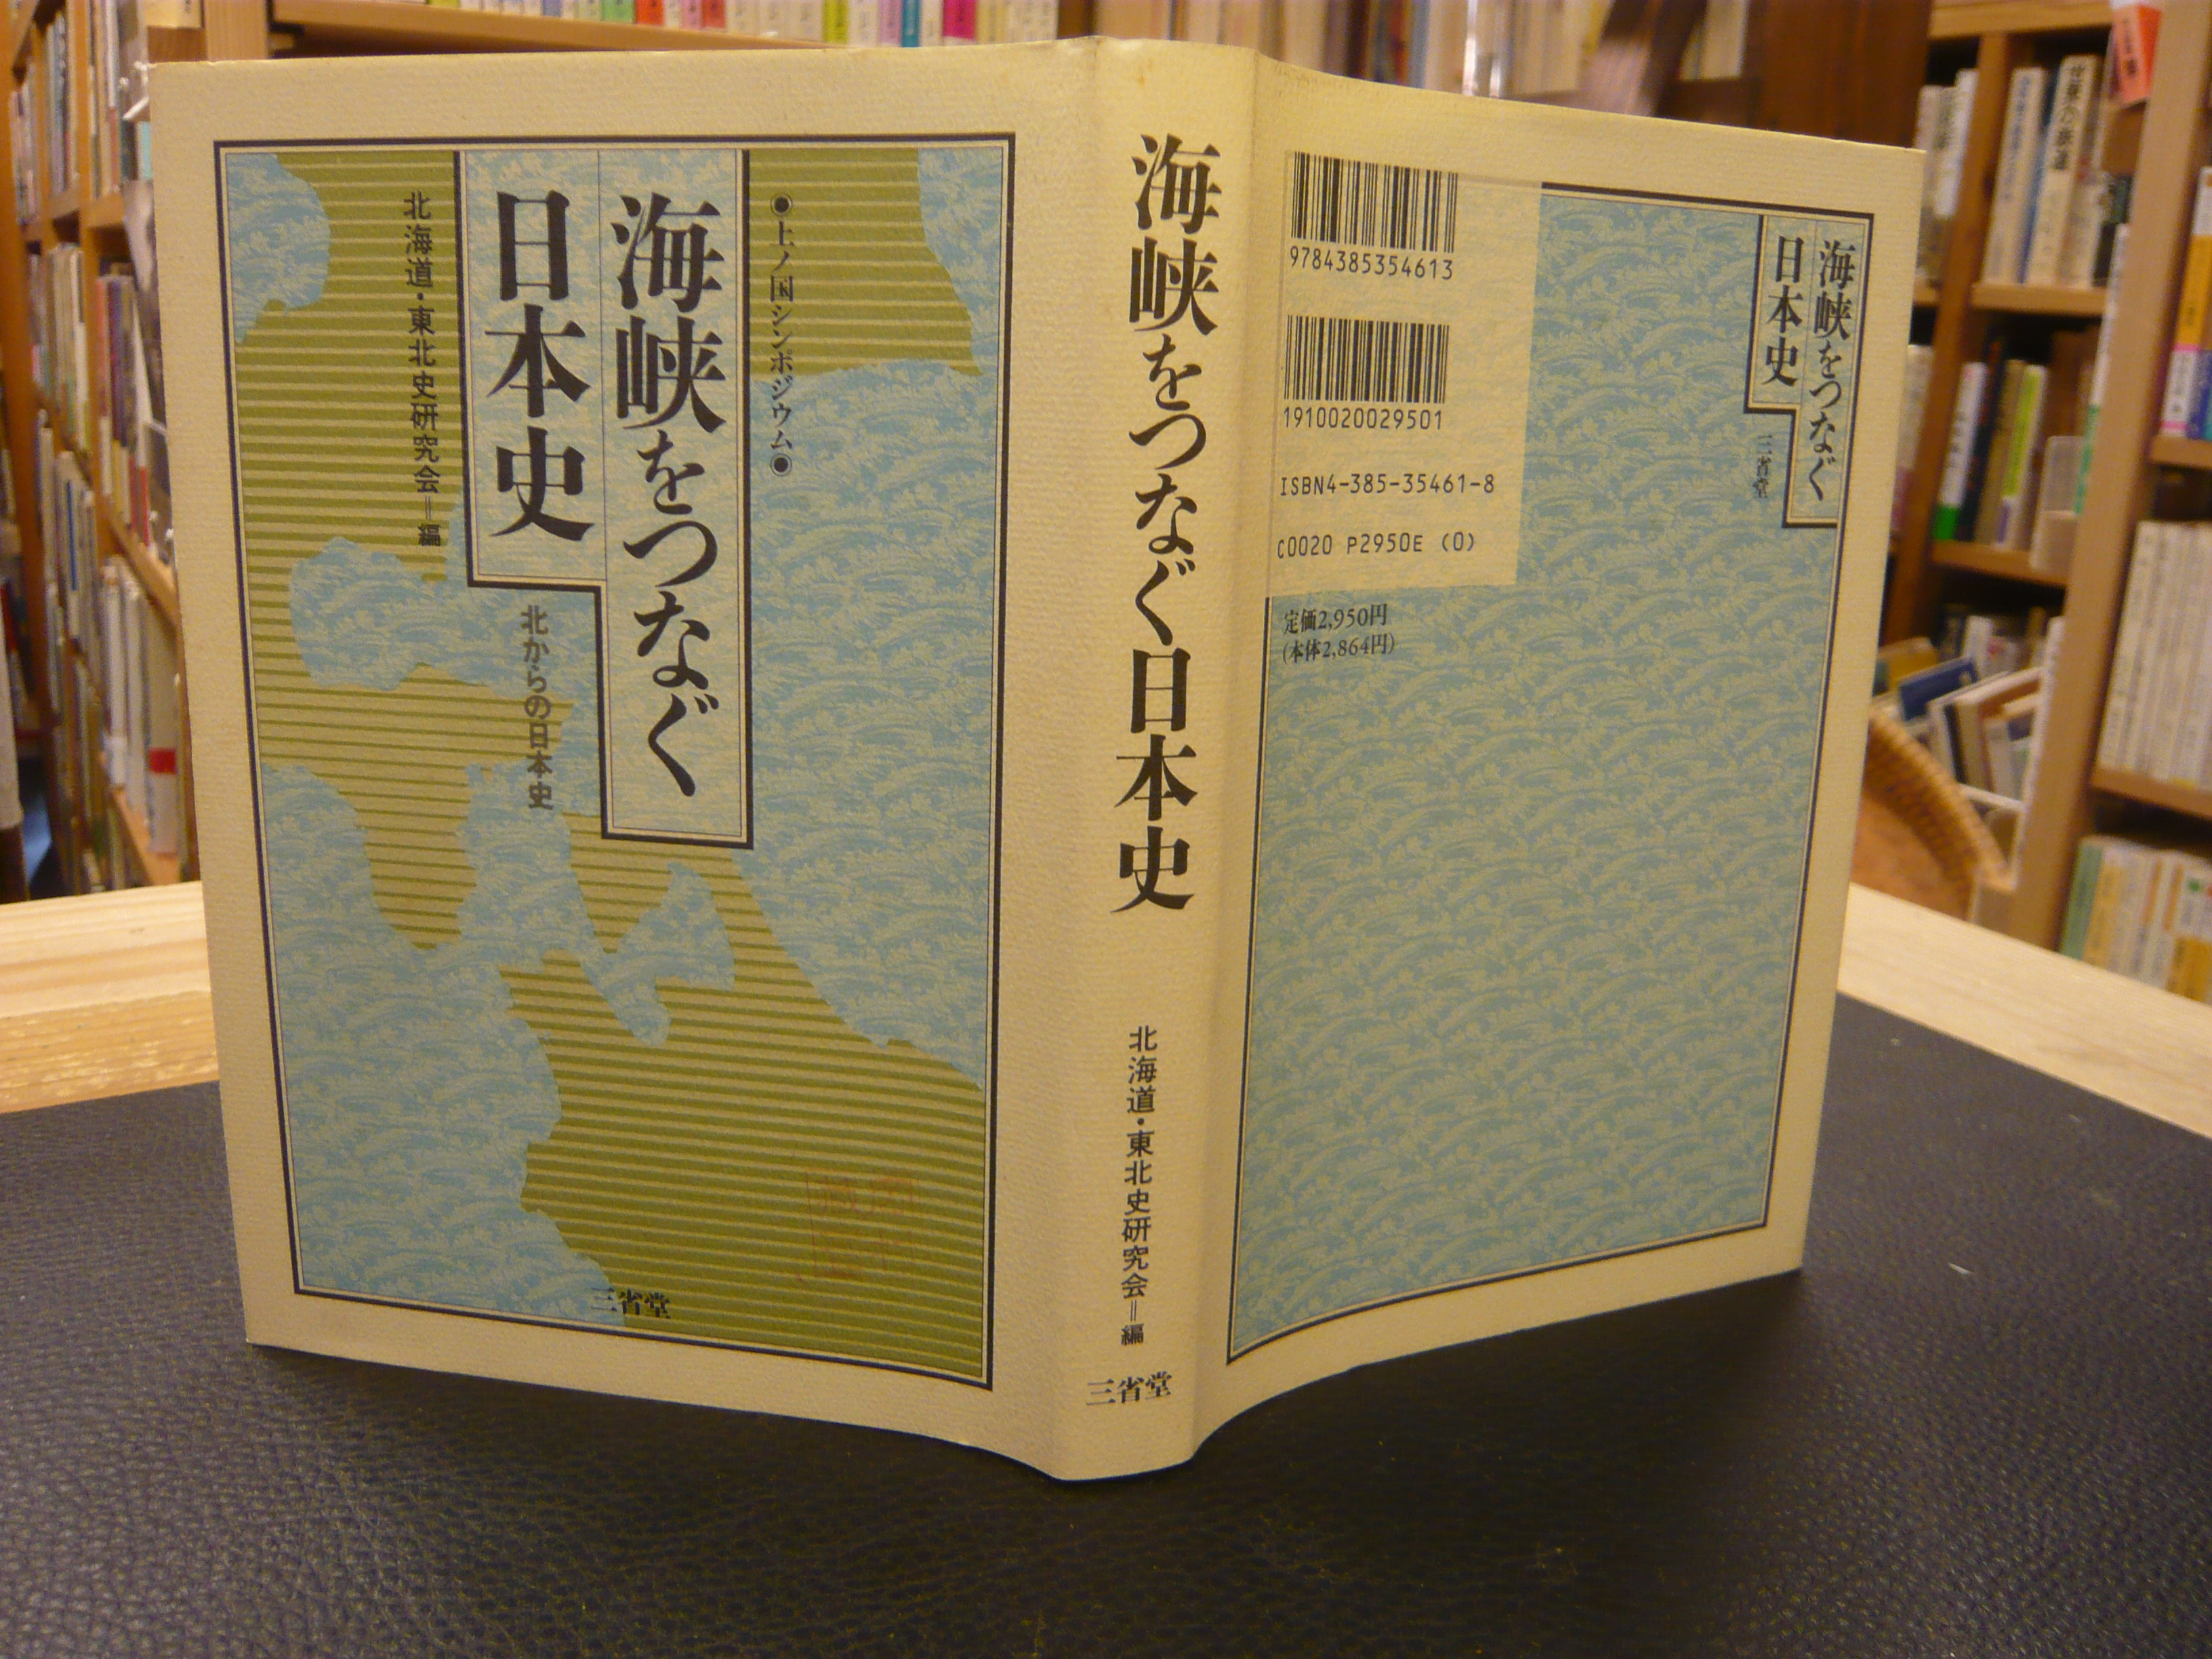 ●上ノ国シンポジウム●
海峡をつなぐ
日本史
北からの日本史
北海道・東北史研究会=編
三省堂
海峡をつなぐ日本史
北海道・東北史研究会=編
三省堂
9784385354613
1910020029501
ISBN4-385-35461-8
C0020 P2950E (0)
定価2,950円
(本体2,864円)
海峡をつなぐ
日本史
三省堂